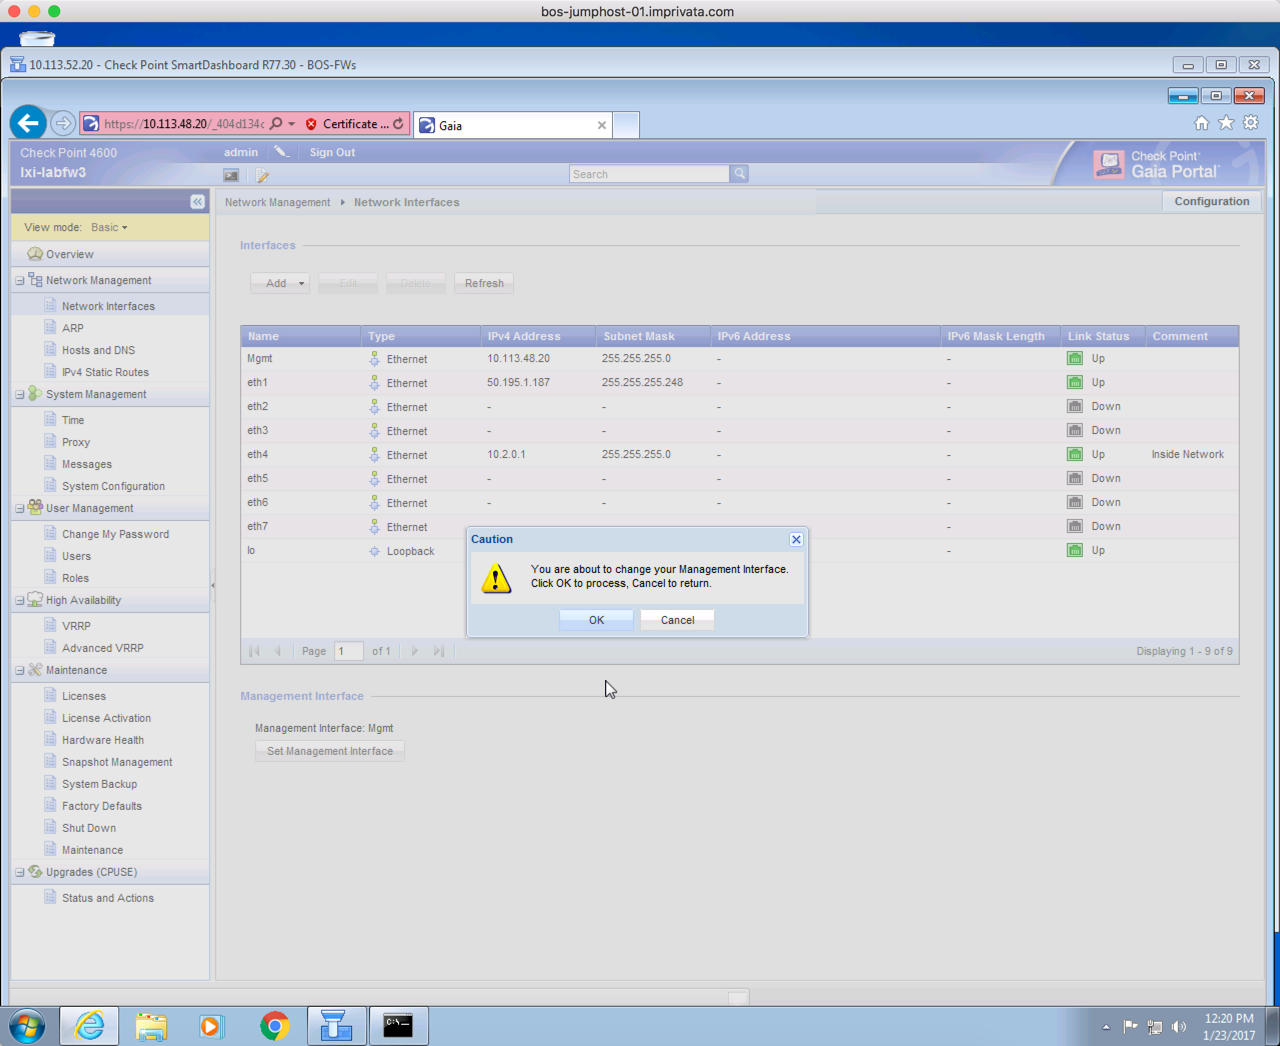 bos-jumphost-01.imprivata.com
10.113.52.20 - Check Point SmartDashboard R77.30 - BOS-FWs
https://10.113.48.20/_404d134c
Certificate ...
Gaia
Check Point 4600
lxi-labfw3
admin
Sign Out
Search
Check Point
Gaia Portal
View mode: Basic
Overview
Network Management
Network Interfaces
ARP
Hosts and DNS
IPv4 Static Routes
System Management
Time
Proxy
Messages
System Configuration
User Management
Change My Password
Users
Roles
High Availability
VRRP
Advanced VRRP
Maintenance
Licenses
License Activation
Hardware Health
Snapshot Management
System Backup
Factory Defaults
Shut Down
Maintenance
Upgrades (CPUSE)
Status and Actions
Network Management Network Interfaces
Configuration
Interfaces
Add Edit Delete Refresh
Name Type IPv4 Address Subnet Mask IPv6 Address IPv6 Mask Length Link Status Comment
Mgmt Ethernet 10.113.48.20 255.255.255.0 - - Up
eth1 Ethernet 50.195.1.187 255.255.255.248 - - Up
eth2 Ethernet - - - - Down
eth3 Ethernet - - - - Down
eth4 Ethernet 10.2.0.1 255.255.255.0 - - Up Inside Network
eth5 Ethernet - - - - Down
eth6 Ethernet - - - - Down
eth7 Ethernet - Down
lo Loopback - Up
Caution
You are about to change your Management Interface.
Click OK to process, Cancel to return.
OK Cancel
Page 1 of 1
Displaying 1 - 9 of 9
Management Interface
Management Interface: Mgmt
Set Management Interface
C:\_
12:20 PM
1/23/2017